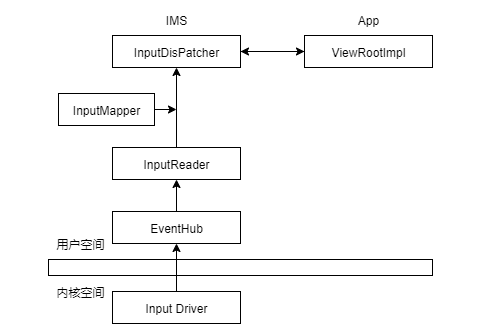 IMS
App
InputDisPatcher
ViewRootImpl
InputMapper
InputReader
EventHub
用户空间
内核空间
Input Driver